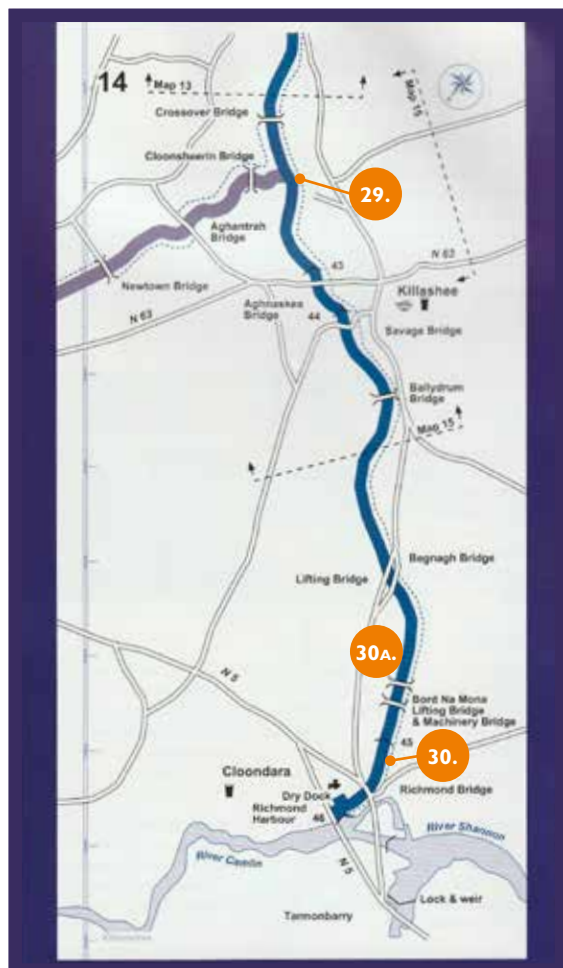 14
Map 13
Map 15
Crossover Bridge
Cloonsheerin Bridge
29.
Aghantrah
Bridge
43
N 63
Newtown Bridge
Killashee
Aghnaskea
Bridge
N 63
44
Savage Bridge
Ballydrum
Bridge
Map 15
Begnagh Bridge
Lifting Bridge
30A.
N 5
Bord Na Mona
Lifting Bridge
& Machinery Bridge
45
30.
Cloondara
Richmond Bridge
Dry Dock
Richmond
Harbour
46
River Shannon
River Camlin
N 5
Lock & weir
Tarmonbarry